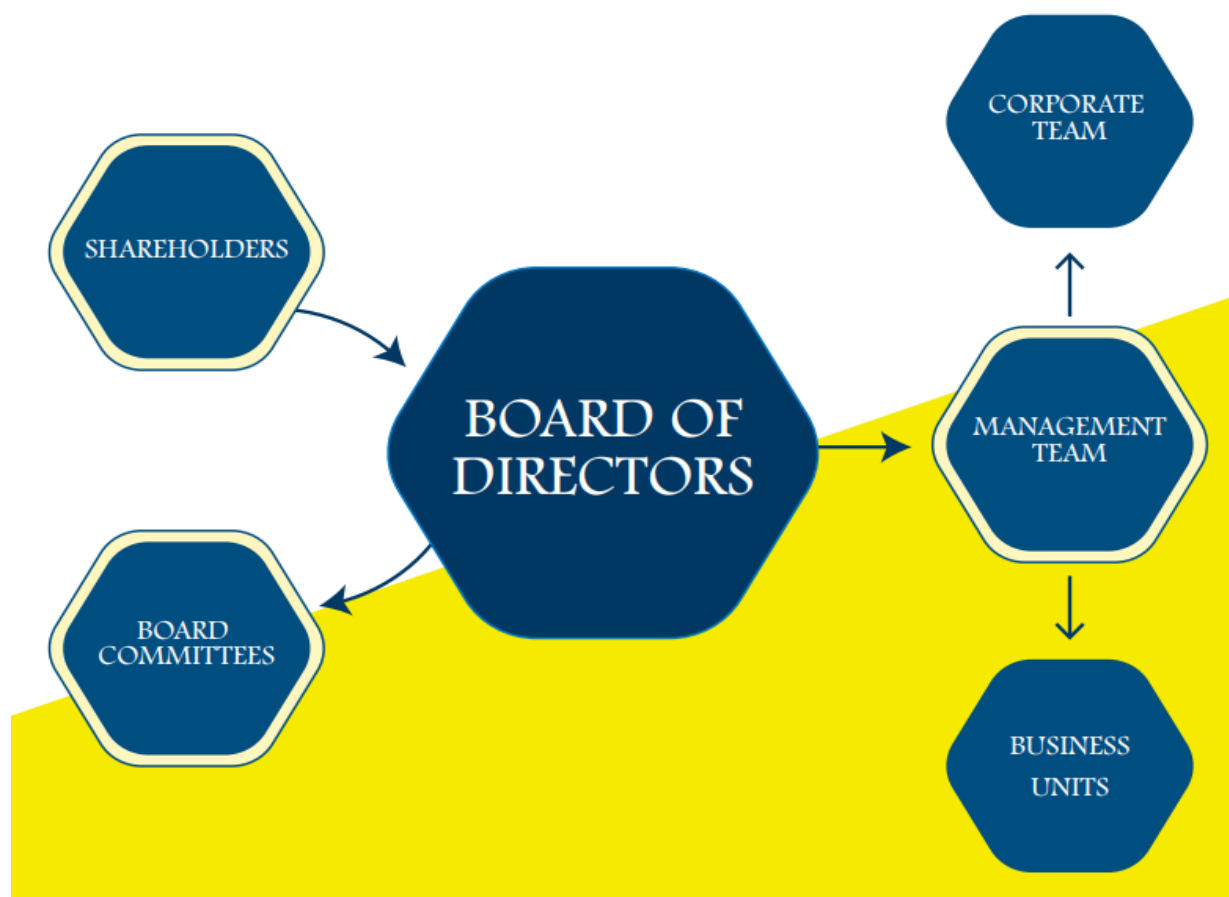 CORPORATE
TEAM
SHAREHOLDERS
BOARD OF
DIRECTORS
MANAGEMENT
TEAM
BOARD
COMMITTEES
BUSINESS
UNITS